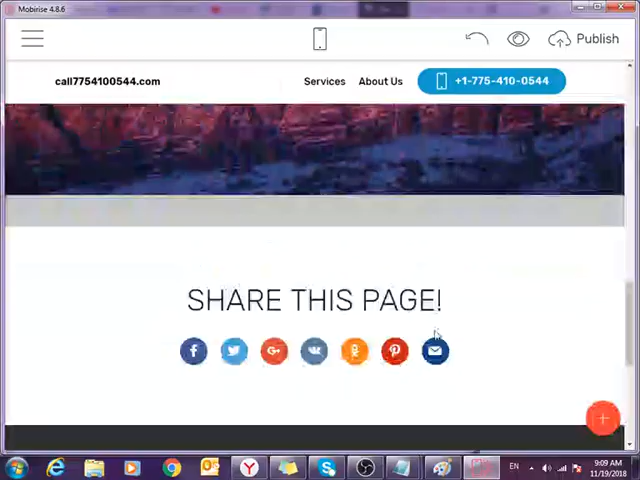 Mobirise 4.8.6
Publish
call7754100544.com
Services
About Us
+1-775-410-0544
SHARE THIS PAGE!
EN
9:09 AM
11/19/2018